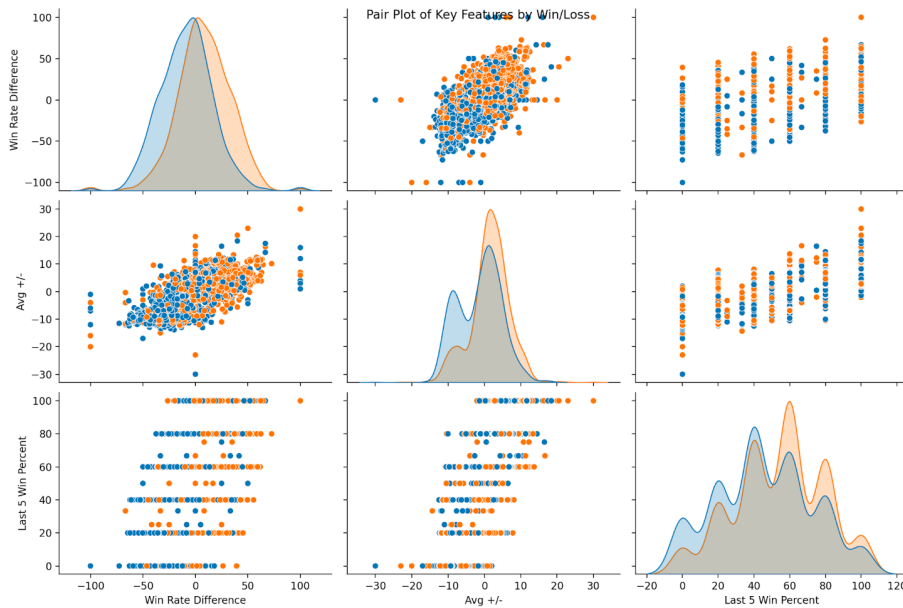 Pair Plot of Key Features by Win/Loss
100
50
0
−50
−100
Win Rate Difference
30
20
10
0
−10
−20
−30
Avg +/-
100
80
60
40
20
0
Last 5 Win Percent
−100 −50 0 50 100
Win Rate Difference
−30 −20 −10 0 10 20 30
Avg +/-
−20 0 20 40 60 80 100 120
Last 5 Win Percent